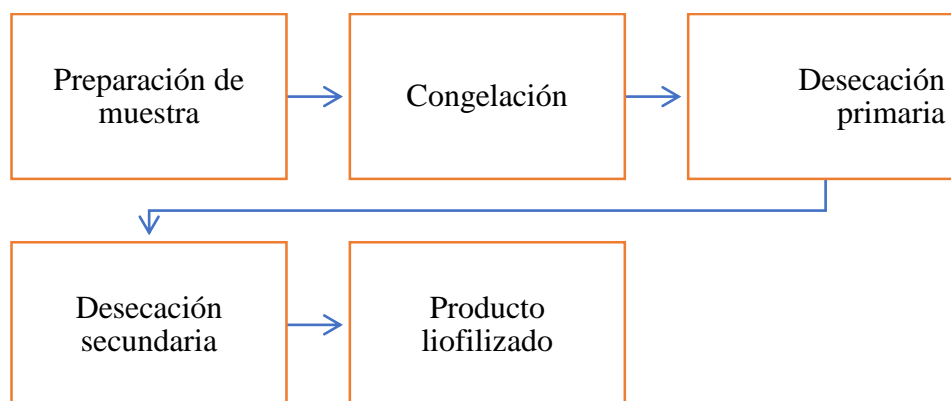 Preparación de
muestra
Congelación
Desecación
primaria
Desecación
secundaria
Producto
liofilizado